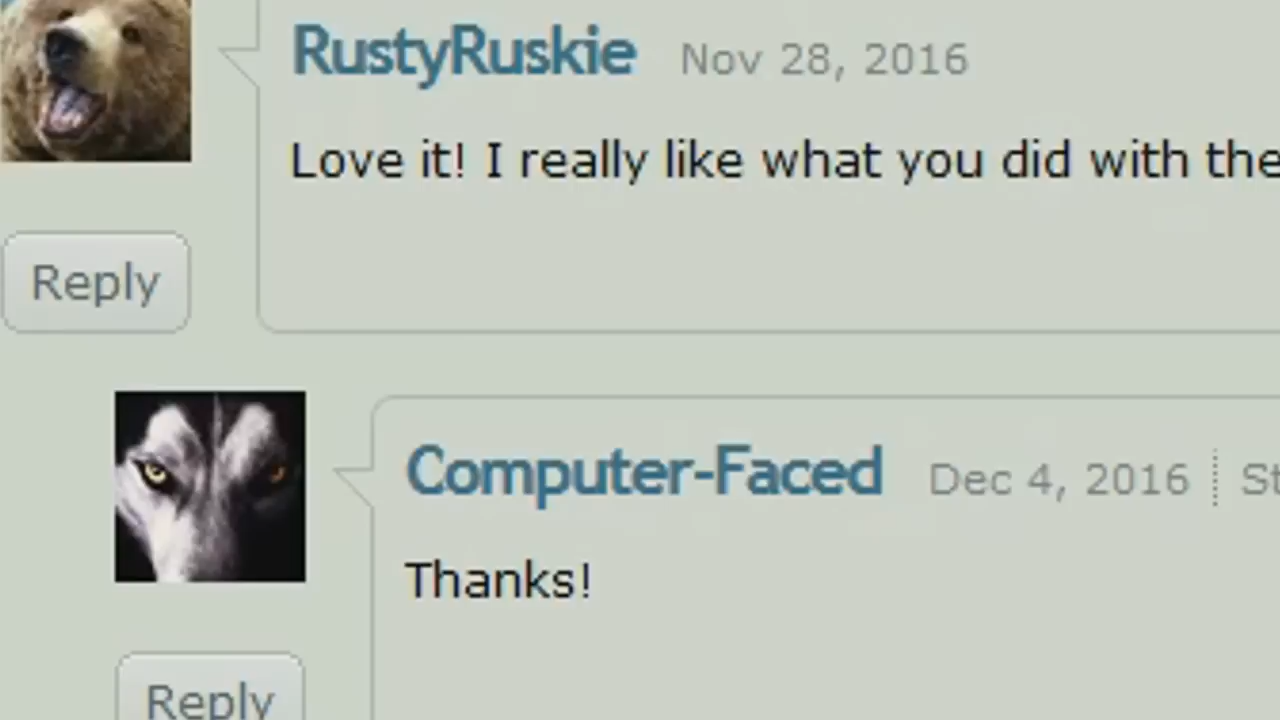 RustyRuskie Nov 28, 2016
Love it! I really like what you did with the
Reply
Computer-Faced Dec 4, 2016 St
Thanks!
Reply